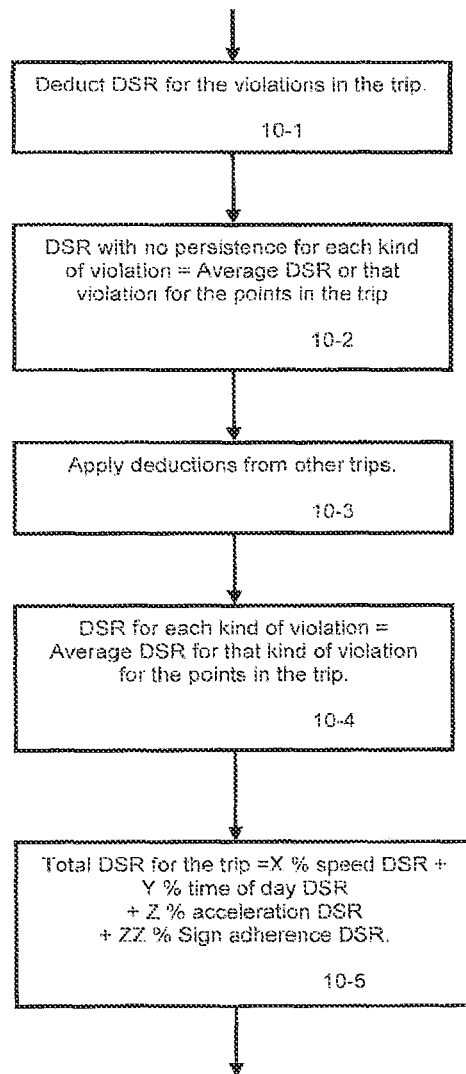 Deduct DSR for the violations in the trip.
10-1
DSR with no persistence for each kind
of violation = Average DSR or that
violation for the points in the trip
10-2
Apply deductions from other trips.
10-3
DSR for each kind of violation =
Average DSR for that kind of violation
for the points in the trip.
10-4
Total DSR for the trip =X % speed DSR +
Y % time of day DSR
+ Z % acceleration DSR
+ ZZ % Sign adherence DSR.
10-5